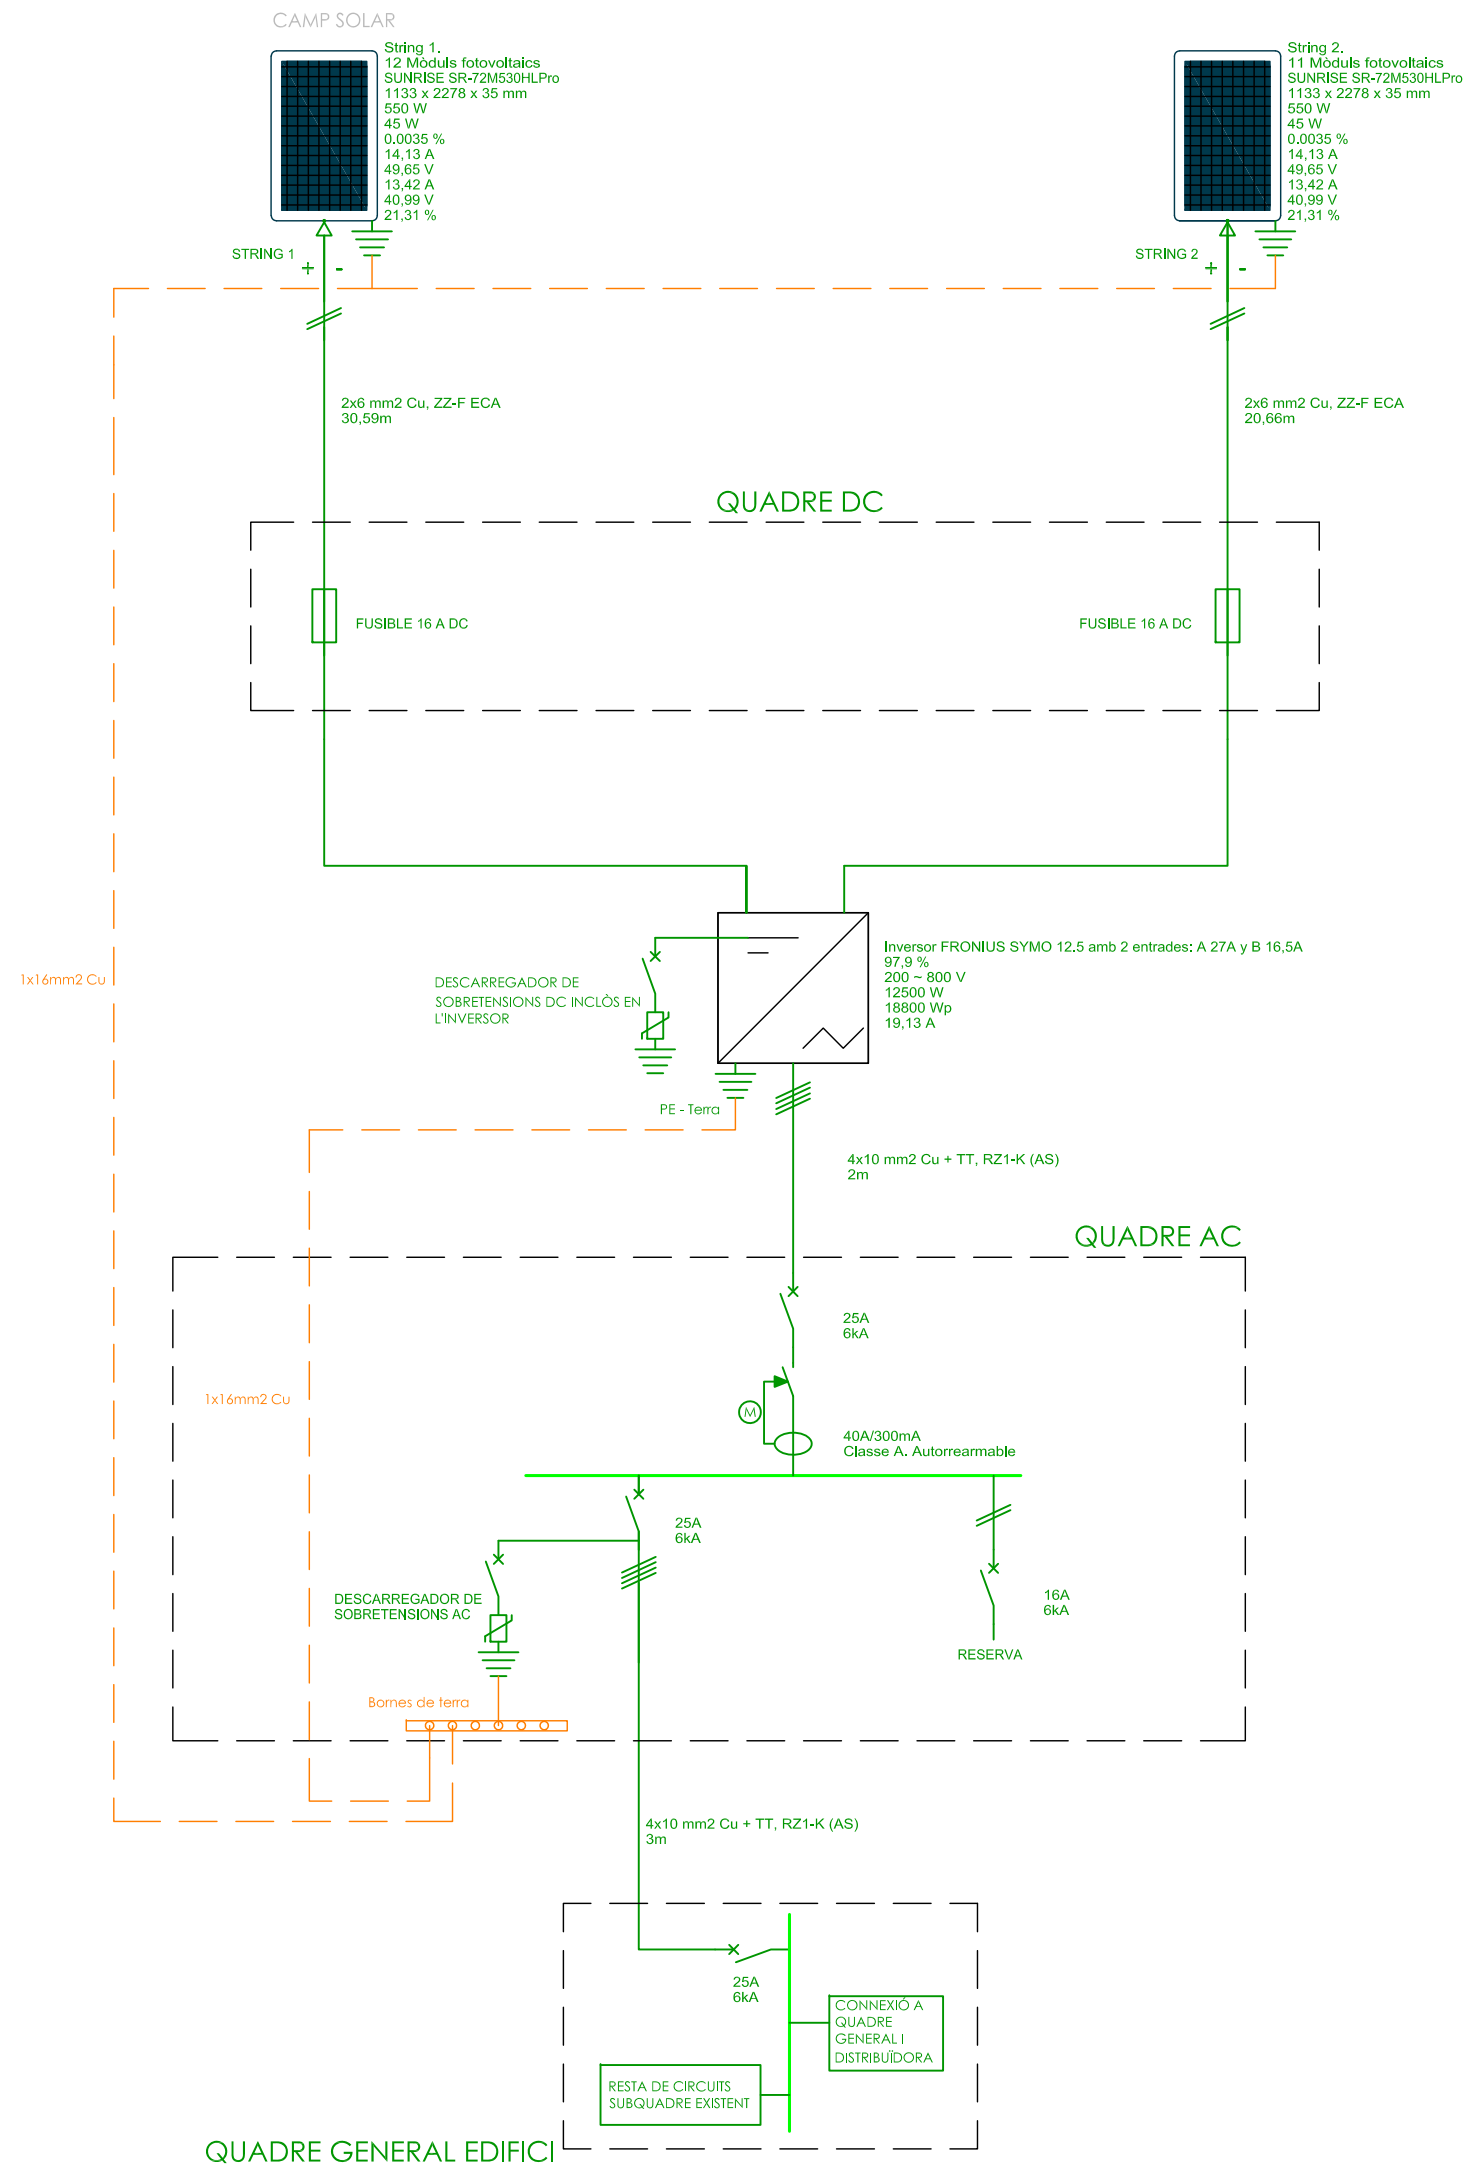 CAMP SOLAR
String 1.
12 Mòduls fotovoltaics
SUNRISE SR-72M530HLPro
1133 x 2278 x 35 mm
550 W
45 W
0.0035 %
14,13 A
49,65 V
13,42 A
40,99 V
21,31 %
STRING 1
+ -
String 2.
11 Mòduls fotovoltaics
SUNRISE SR-72M530HLPro
1133 x 2278 x 35 mm
550 W
45 W
0.0035 %
14,13 A
49,65 V
13,42 A
40,99 V
21,31 %
STRING 2
+ -
2x6 mm2 Cu, ZZ-F ECA
30,59m
2x6 mm2 Cu, ZZ-F ECA
20,66m
QUADRE DC
FUSIBLE 16 A DC
FUSIBLE 16 A DC
1x16mm2 Cu
DESCARREGADOR DE
SOBRETENSIONS DC INCLÒS EN
L'INVERSOR
Inversor FRONIUS SYMO 12.5 amb 2 entrades: A 27A y B 16,5A
97,9 %
200 ~ 800 V
12500 W
18800 Wp
19,13 A
PE - Terra
4x10 mm2 Cu + TT, RZ1-K (AS)
2m
QUADRE AC
25A
6kA
1x16mm2 Cu
M
40A/300mA
Classe A. Autorrearmable
25A
6kA
DESCARREGADOR DE
SOBRETENSIONS AC
16A
6kA
RESERVA
Bornes de terra
4x10 mm2 Cu + TT, RZ1-K (AS)
3m
25A
6kA
CONNEXIÓ A
QUADRE
GENERAL I
DISTRIBUÏDORA
RESTA DE CIRCUITS
SUBQUADRE EXISTENT
QUADRE GENERAL EDIFICI